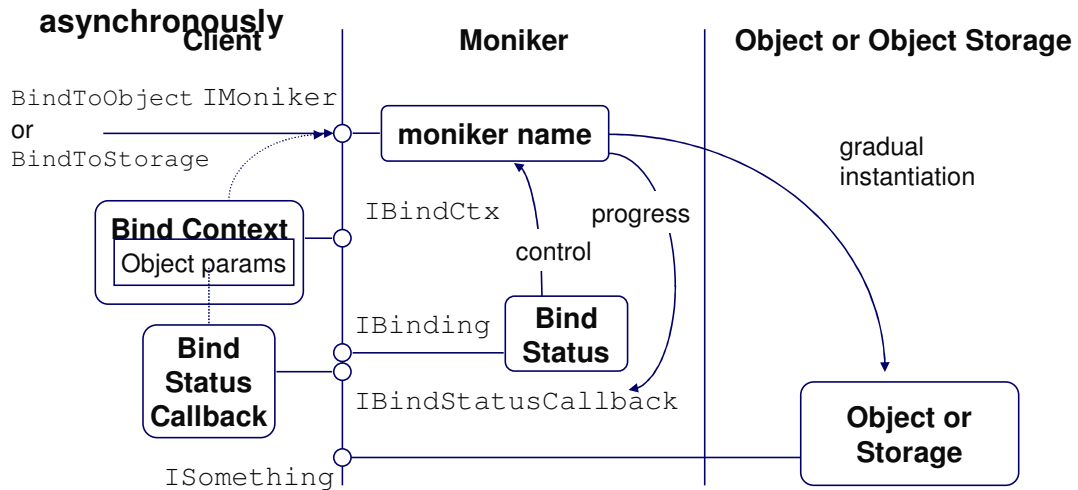 asynchronously
Client
Moniker
Object or Object Storage
BindToObject IMoniker
or
BindToStorage
moniker name
gradual
instantiation
IBindCtx
progress
Bind Context
Object params
control
IBinding
Bind
Status
Bind
Status
Callback
IBindStatusCallback
Object or
Storage
ISomething